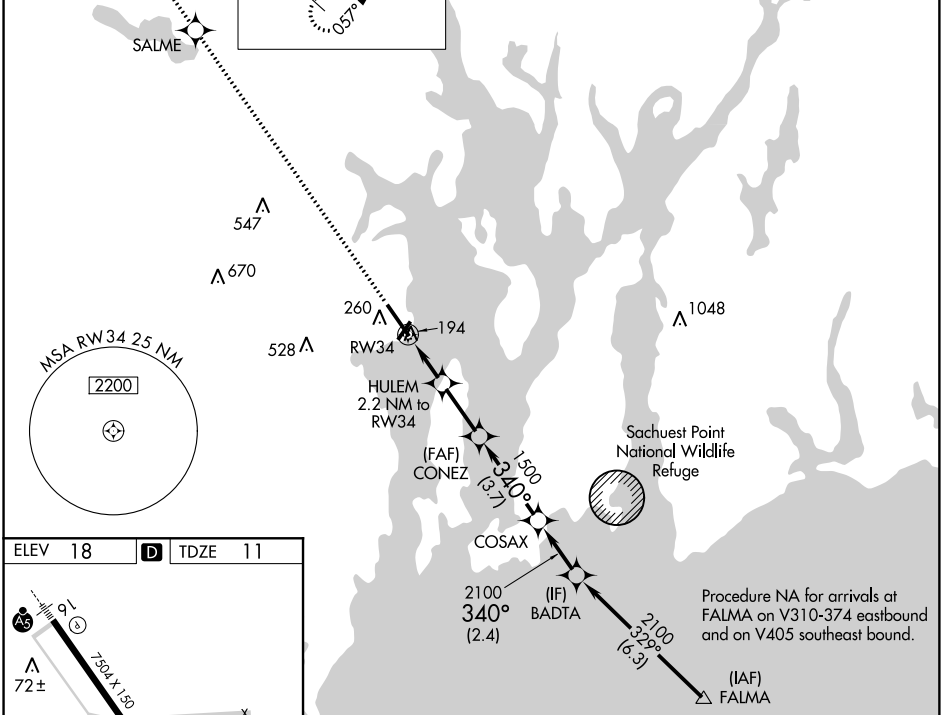 057°
SALME
547
670
260
194
1048
528
RW34
MSA RW34 25 NM
2200
HULEM
2.2 NM to
RW34
(FAF)
CONEZ
1500
340°
(3.7)
Sachuest Point
National Wildlife
Refuge
COSAX
2100
340°
(2.4)
(IF)
BADTA
2100
329°
(6.3)
Procedure NA for arrivals at
FALMA on V310-374 eastbound
and on V405 southeast bound.
(IAF)
FALMA
ELEV 18 D TDZE 11
A5
16
P
7504 X 150
72±
x